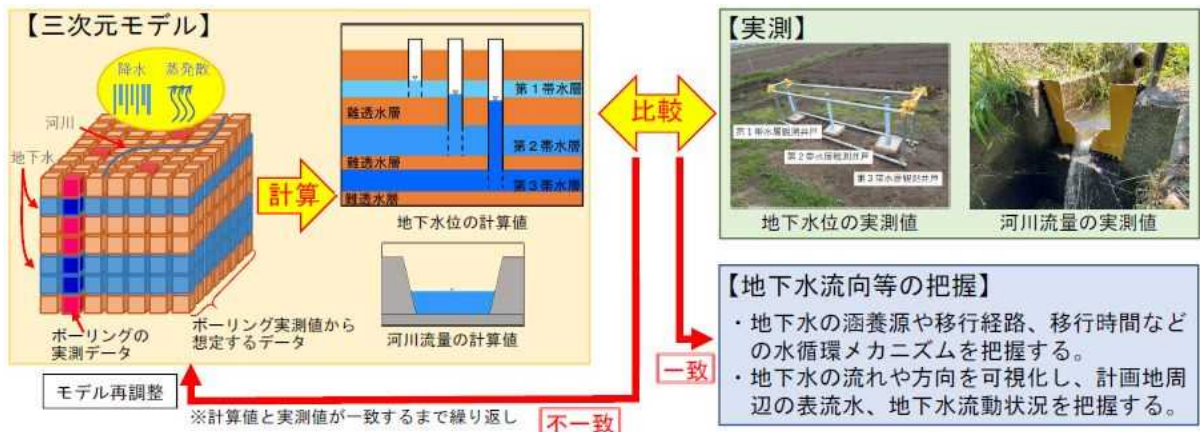 【三次元モデル】
降水 蒸発散
河川
地下水
ボーリングの
実測データ
ボーリング実測値から
想定するデータ
計算
第1帯水層
難透水層
第2帯水層
難透水層
第3帯水層
難透水層
地下水位の計算値
河川流量の計算値
比較
【実測】
第1帯水層観測井戸
第2帯水層観測井戸
第3帯水層観測井戸
地下水位の実測値
河川流量の実測値
モデル再調整
※計算値と実測値が一致するまで繰り返し
不一致
一致
【地下水流向等の把握】
・地下水の涵養源や移行経路、移行時間など
の水循環メカニズムを把握する。
・地下水の流れや方向を可視化し、計画地周
辺の表流水、地下水流動状況を把握する。